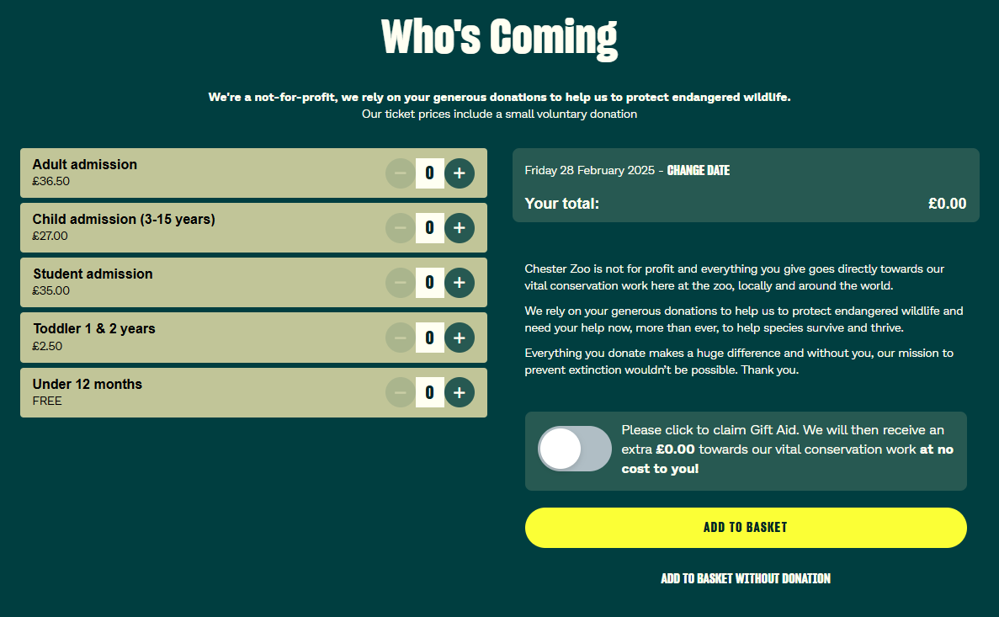 Who's Coming
We're a not-for-profit, we rely on your generous donations to help us to protect endangered wildlife.
Our ticket prices include a small voluntary donation
Adult admission
£36.50
− 0 +
Child admission (3-15 years)
£27.00
− 0 +
Student admission
£35.00
− 0 +
Toddler 1 & 2 years
£2.50
− 0 +
Under 12 months
FREE
− 0 +
Friday 28 February 2025 - CHANGE DATE
Your total: £0.00
Chester Zoo is not for profit and everything you give goes directly towards our
vital conservation work here at the zoo, locally and around the world.
We rely on your generous donations to help us to protect endangered wildlife and
need your help now, more than ever, to help species survive and thrive.
Everything you donate makes a huge difference and without you, our mission to
prevent extinction wouldn't be possible. Thank you.
Please click to claim Gift Aid. We will then receive an
extra £0.00 towards our vital conservation work at no
cost to you!
ADD TO BASKET
ADD TO BASKET WITHOUT DONATION